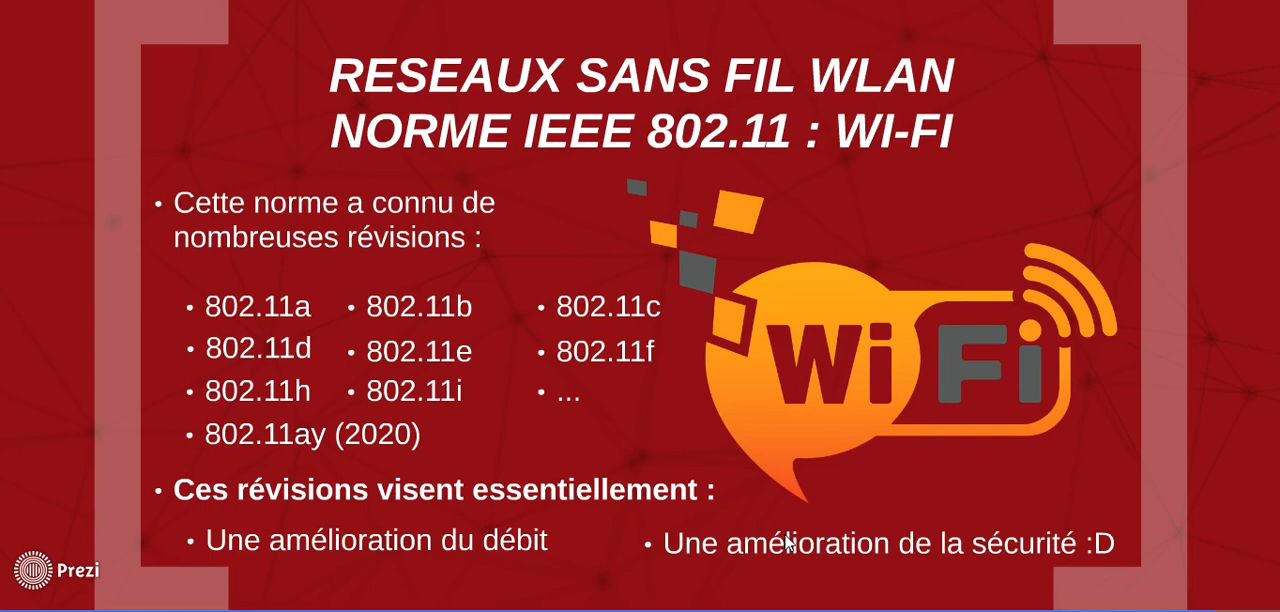 RESEAUX SANS FIL WLAN
NORME IEEE 802.11 : WI-FI
• Cette norme a connu de
nombreuses révisions :
• 802.11a • 802.11b • 802.11c
• 802.11d • 802.11e • 802.11f
• 802.11h • 802.11i • ...
• 802.11ay (2020)
WiFi
• Ces révisions visent essentiellement :
• Une amélioration du débit • Une amélioration de la sécurité :D
Prezi